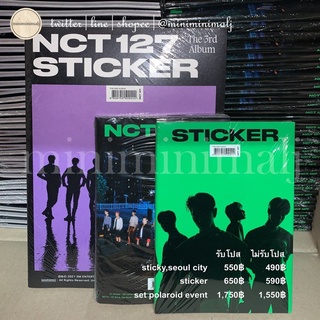 twitter | line | shopee @miniminimalj
NCT 127
The 3rd
Album
STICKER
NCT
STICKER
miniminimalj
รับโปส ไม่รับโปส
sticky,seoul city 550฿ 490฿
sticker 650฿ 590฿
set polaroid event 1,750฿ 1,550฿